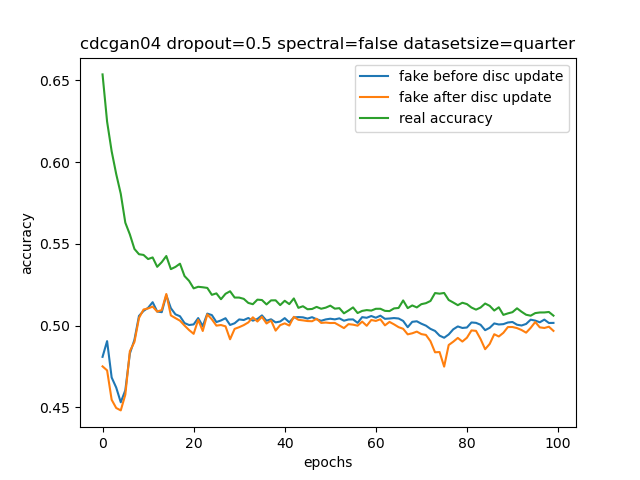 cdcgan04 dropout=0.5 spectral=false datasetsize=quarter
fake before disc update
fake after disc update
real accuracy
accuracy
0.65
0.60
0.55
0.50
0.45
0 20 40 60 80 100
epochs